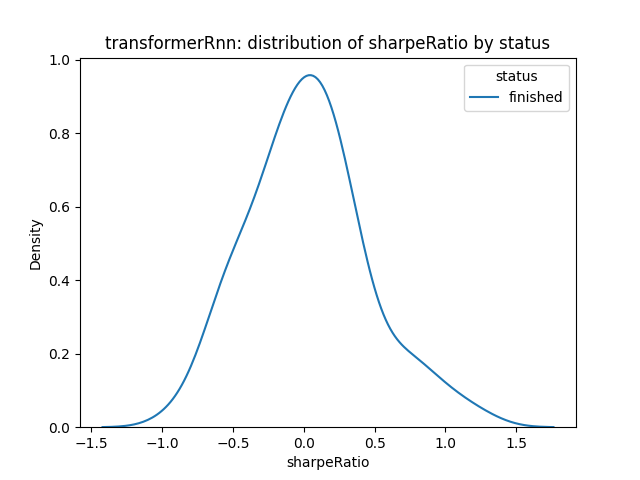 transformerRnn: distribution of sharpeRatio by status
status
finished
1.0
0.8
0.6
0.4
0.2
0.0
Density
−1.5 −1.0 −0.5 0.0 0.5 1.0 1.5
sharpeRatio